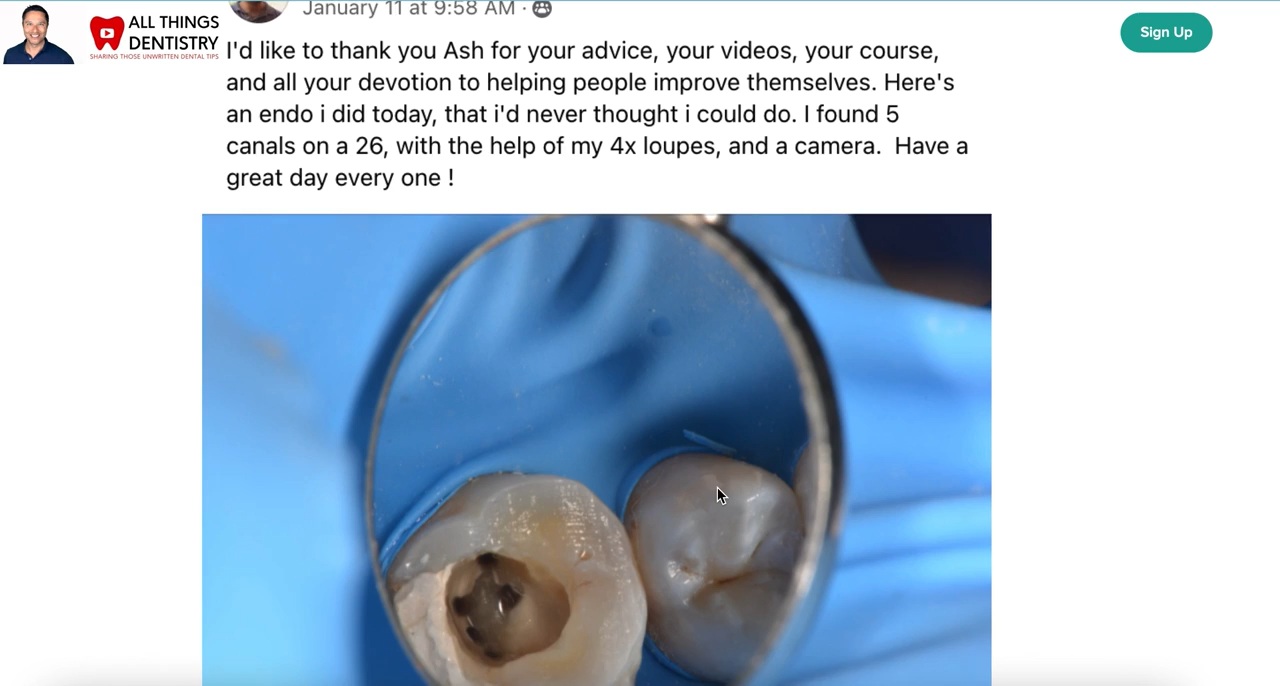 January 11 at 9:58 AM ·
ALL THINGS
DENTISTRY
SHARING THOSE UNWRITTEN DENTAL TIPS
Sign Up
I'd like to thank you Ash for your advice, your videos, your course,
and all your devotion to helping people improve themselves. Here's
an endo i did today, that i'd never thought i could do. I found 5
canals on a 26, with the help of my 4x loupes, and a camera.  Have a
great day every one !